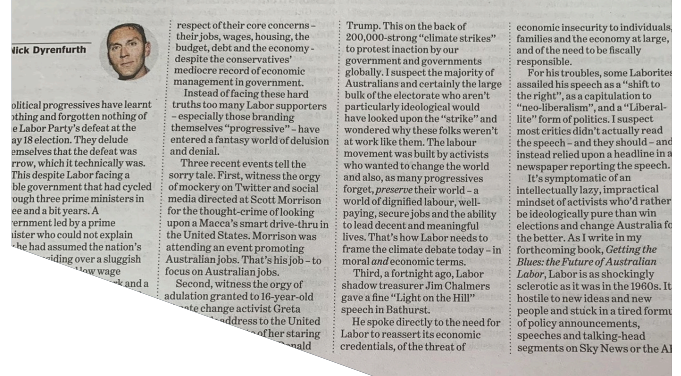 Nick Dyrenfurth
political progressives have learnt
nothing and forgotten nothing of
the Labor Party's defeat at the
May 18 election. They delude
themselves that the defeat was
narrow, which it technically was.
This despite Labor facing a
government that had cycled
through three prime ministers in
and a bit years. A
government led by a prime
minister who could not explain
he had assumed the nation's
over a sluggish
low wage
and a
respect of their core concerns –
their jobs, wages, housing, the
budget, debt and the economy -
despite the conservatives'
mediocre record of economic
management in government.
Instead of facing these hard
truths too many Labor supporters
– especially those branding
themselves "progressive" – have
entered a fantasy world of delusion
and denial.
Three recent events tell the
sorry tale. First, witness the orgy
of mockery on Twitter and social
media directed at Scott Morrison
for the thought-crime of looking
upon a Macca's smart drive-thru in
the United States. Morrison was
attending an event promoting
Australian jobs. That's his job – to
focus on Australian jobs.
Second, witness the orgy of
adulation granted to 16-year-old
climate change activist Greta
address to the United
of her staring
Donald
Trump. This on the back of
200,000-strong "climate strikes"
to protest inaction by our
government and governments
globally. I suspect the majority of
Australians and certainly the large
bulk of the electorate who aren't
particularly ideological would
have looked upon the "strike" and
wondered why these folks weren't
at work like them. The labour
movement was built by activists
who wanted to change the world
and also, as many progressives
forget, preserve their world – a
world of dignified labour, well-
paying, secure jobs and the ability
to lead decent and meaningful
lives. That's how Labor needs to
frame the climate debate today – in
moral and economic terms.
Third, a fortnight ago, Labor
shadow treasurer Jim Chalmers
gave a fine "Light on the Hill"
speech in Bathurst.
He spoke directly to the need for
Labor to reassert its economic
credentials, of the threat of
economic insecurity to individuals,
families and the economy at large,
and of the need to be fiscally
responsible.
For his troubles, some Laborites
assailed his speech as a "shift to
the right", as a capitulation to
"neo-liberalism", and a "Liberal-
lite" form of politics. I suspect
most critics didn't actually read
the speech – and they should – and
instead relied upon a headline in a
newspaper reporting the speech.
It's symptomatic of an
intellectually lazy, impractical
mindset of activists who'd rather
be ideologically pure than win
elections and change Australia for
the better. As I write in my
forthcoming book, Getting the
Blues: the Future of Australian
Labor, Labor is as shockingly
sclerotic as it was in the 1960s. It
hostile to new ideas and new
people and stuck in a tired
of policy announcements,
speeches and talking-head
segments on Sky News or the